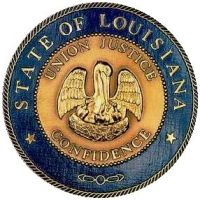 STATE OF LOUISIANA
UNION JUSTICE
CONFIDENCE